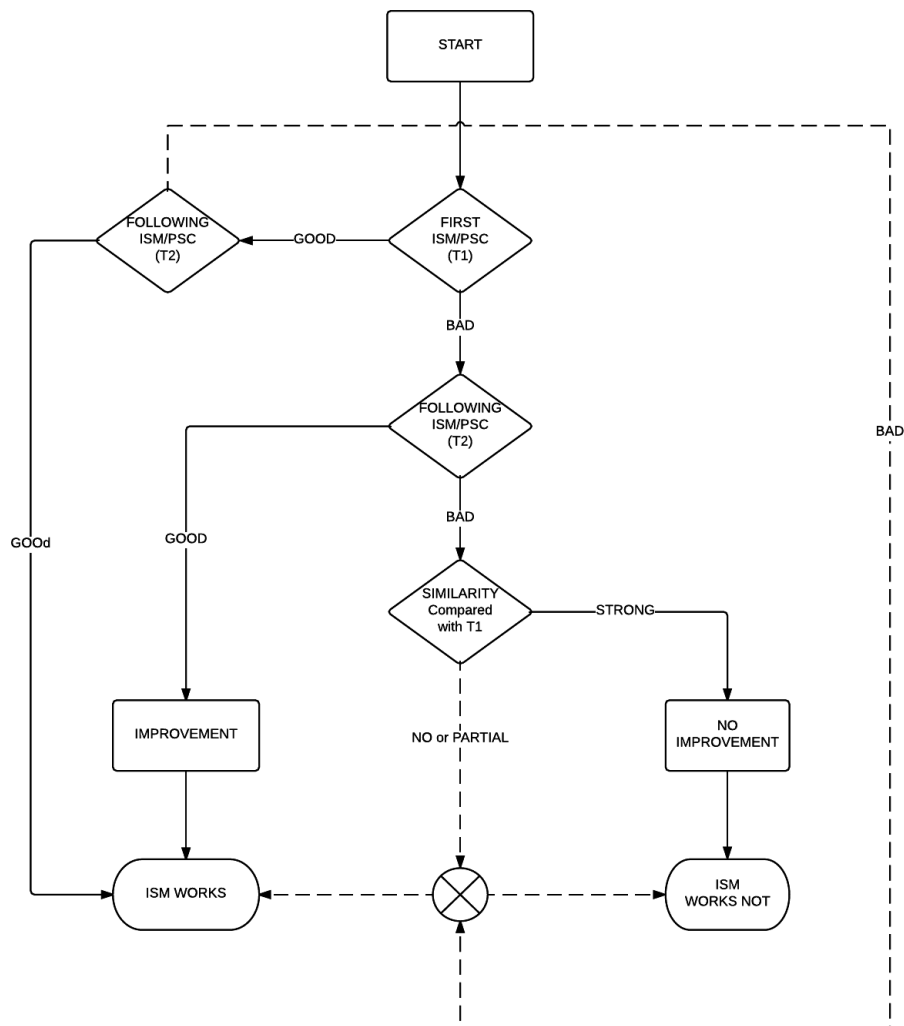 START
FOLLOWING
ISM/PSC
(T2)
GOOD
FIRST
ISM/PSC
(T1)
BAD
FOLLOWING
ISM/PSC
(T2)
BAD
BAD
GOOd
GOOD
SIMILARITY
Compared
with T1
STRONG
IMPROVEMENT
NO or PARTIAL
NO
IMPROVEMENT
ISM WORKS
ISM
WORKS NOT